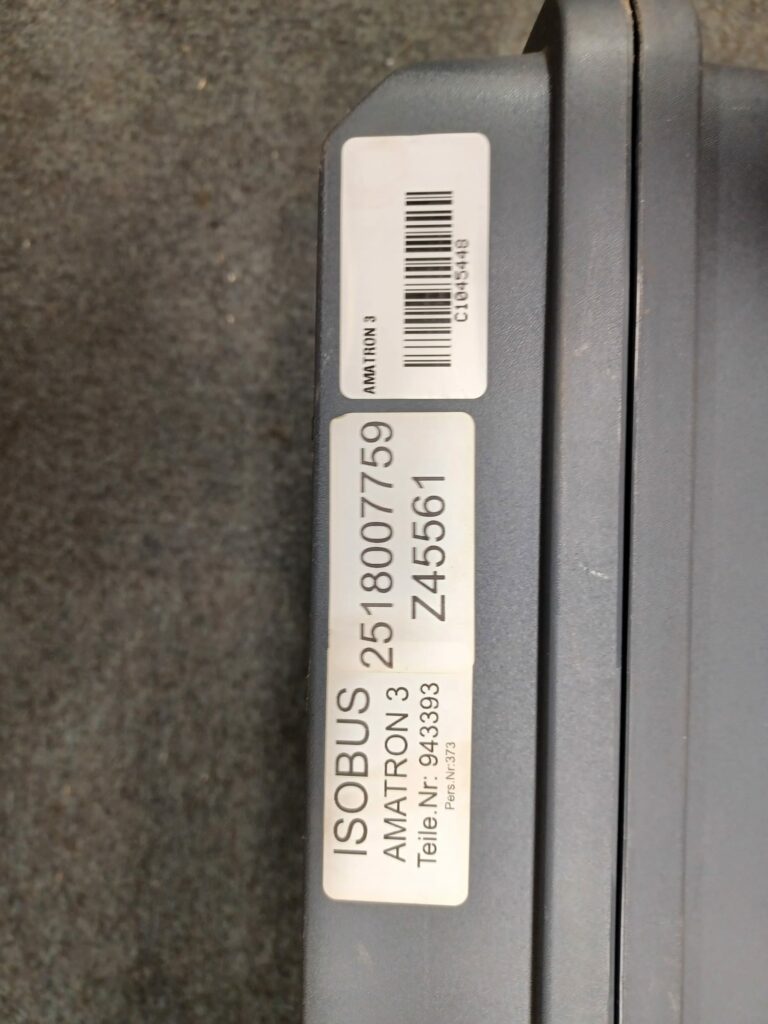 AMATRON 3
C1045448
ISOBUS
AMATRON 3
Teile.Nr: 943393
Pers.Nr:373
2518007759
Z45561